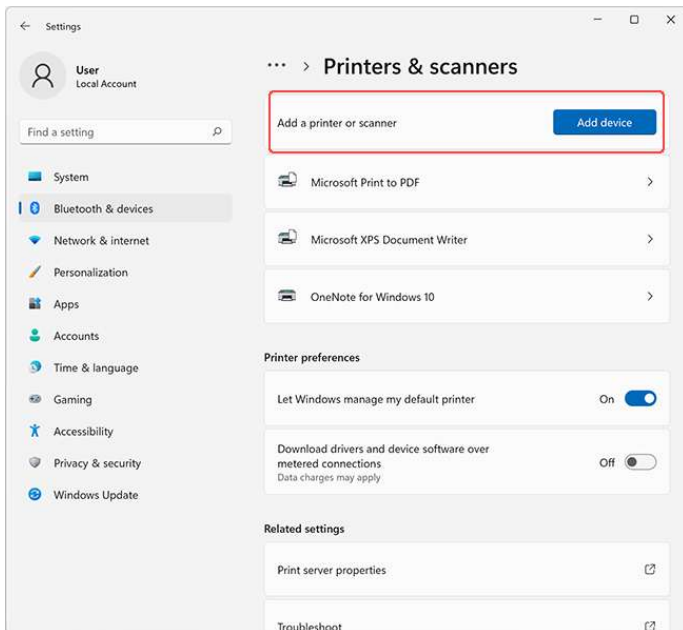 Settings
User
Local Account
Find a setting
System
Bluetooth & devices
Network & internet
Personalization
Apps
Accounts
Time & language
Gaming
Accessibility
Privacy & security
Windows Update
··· > Printers & scanners
Add a printer or scanner Add device
Microsoft Print to PDF
Microsoft XPS Document Writer
OneNote for Windows 10
Printer preferences
Let Windows manage my default printer On
Download drivers and device software over
metered connections Off
Data charges may apply
Related settings
Print server properties
Troubleshoot